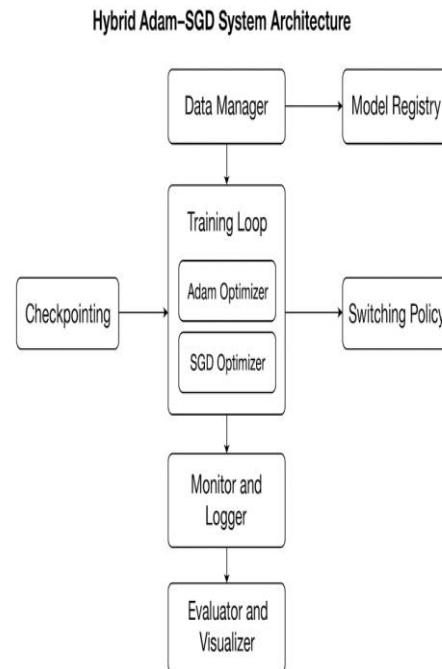 Hybrid Adam–SGD System Architecture
Data Manager
Model Registry
Training Loop
Adam Optimizer
SGD Optimizer
Checkpointing
Switching Policy
Monitor and
Logger
Evaluator and
Visualizer